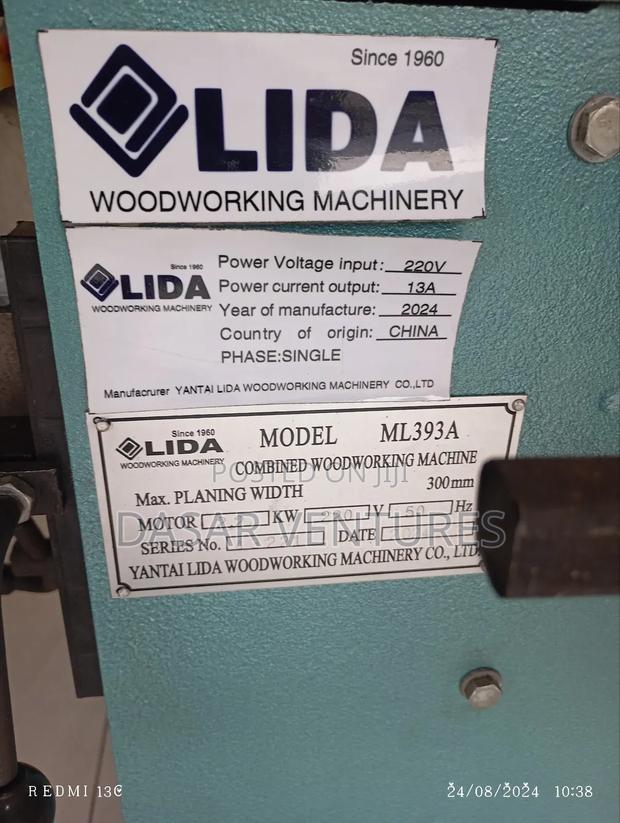 Since 1960
LIDA
WOODWORKING MACHINERY
Since 1960
LIDA
WOODWORKING MACHINERY
Power Voltage input: 220V
Power current output: 13A
Year of manufacture: 2024
Country of origin: CHINA
PHASE:SINGLE
Manufacrurer YANTAI LIDA WOODWORKING MACHINERY CO.,LTD
Since 1960
LIDA
WOODWORKING MACHINERY
MODEL ML393A
COMBINED WOODWORKING MACHINE
Max. PLANING WIDTH 300mm
MOTOR KW 220 V 50 Hz
SERIES No. DATE
YANTAI LIDA WOODWORKING MACHINERY CO., LTD
POSTED ON JIJI
DASAR VENTURES
REDMI 13C
24/08/2024 10:38